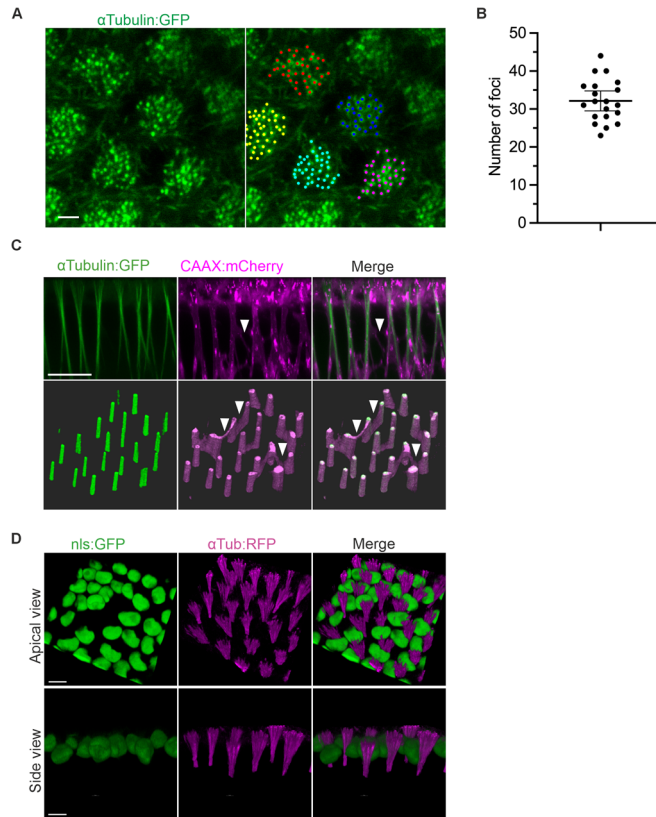 A
αTubulin:GFP
B
Number of foci
50
40
30
20
10
0
C
αTubulin:GFP CAAX:mCherry Merge
D
nls:GFP αTub:RFP Merge
Apical view
Side view